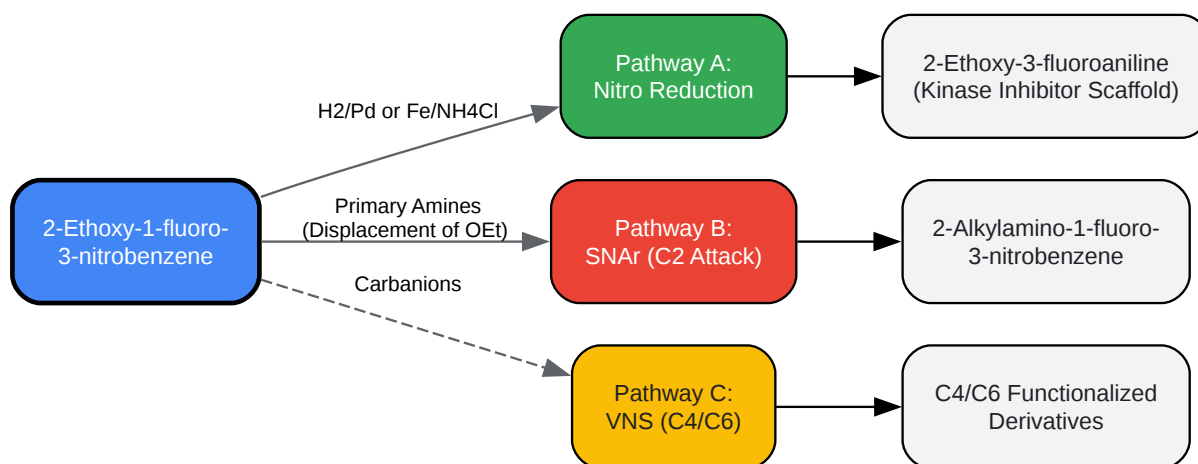 2-Ethoxy-1-fluoro-
3-nitrobenzene
H2/Pd or Fe/NH4Cl
Pathway A:
Nitro Reduction
2-Ethoxy-3-fluoroaniline
(Kinase Inhibitor Scaffold)
Primary Amines
(Displacement of OEt)
Pathway B:
SNAr (C2 Attack)
2-Alkylamino-1-fluoro-
3-nitrobenzene
Carbanions
Pathway C:
VNS (C4/C6)
C4/C6 Functionalized
Derivatives